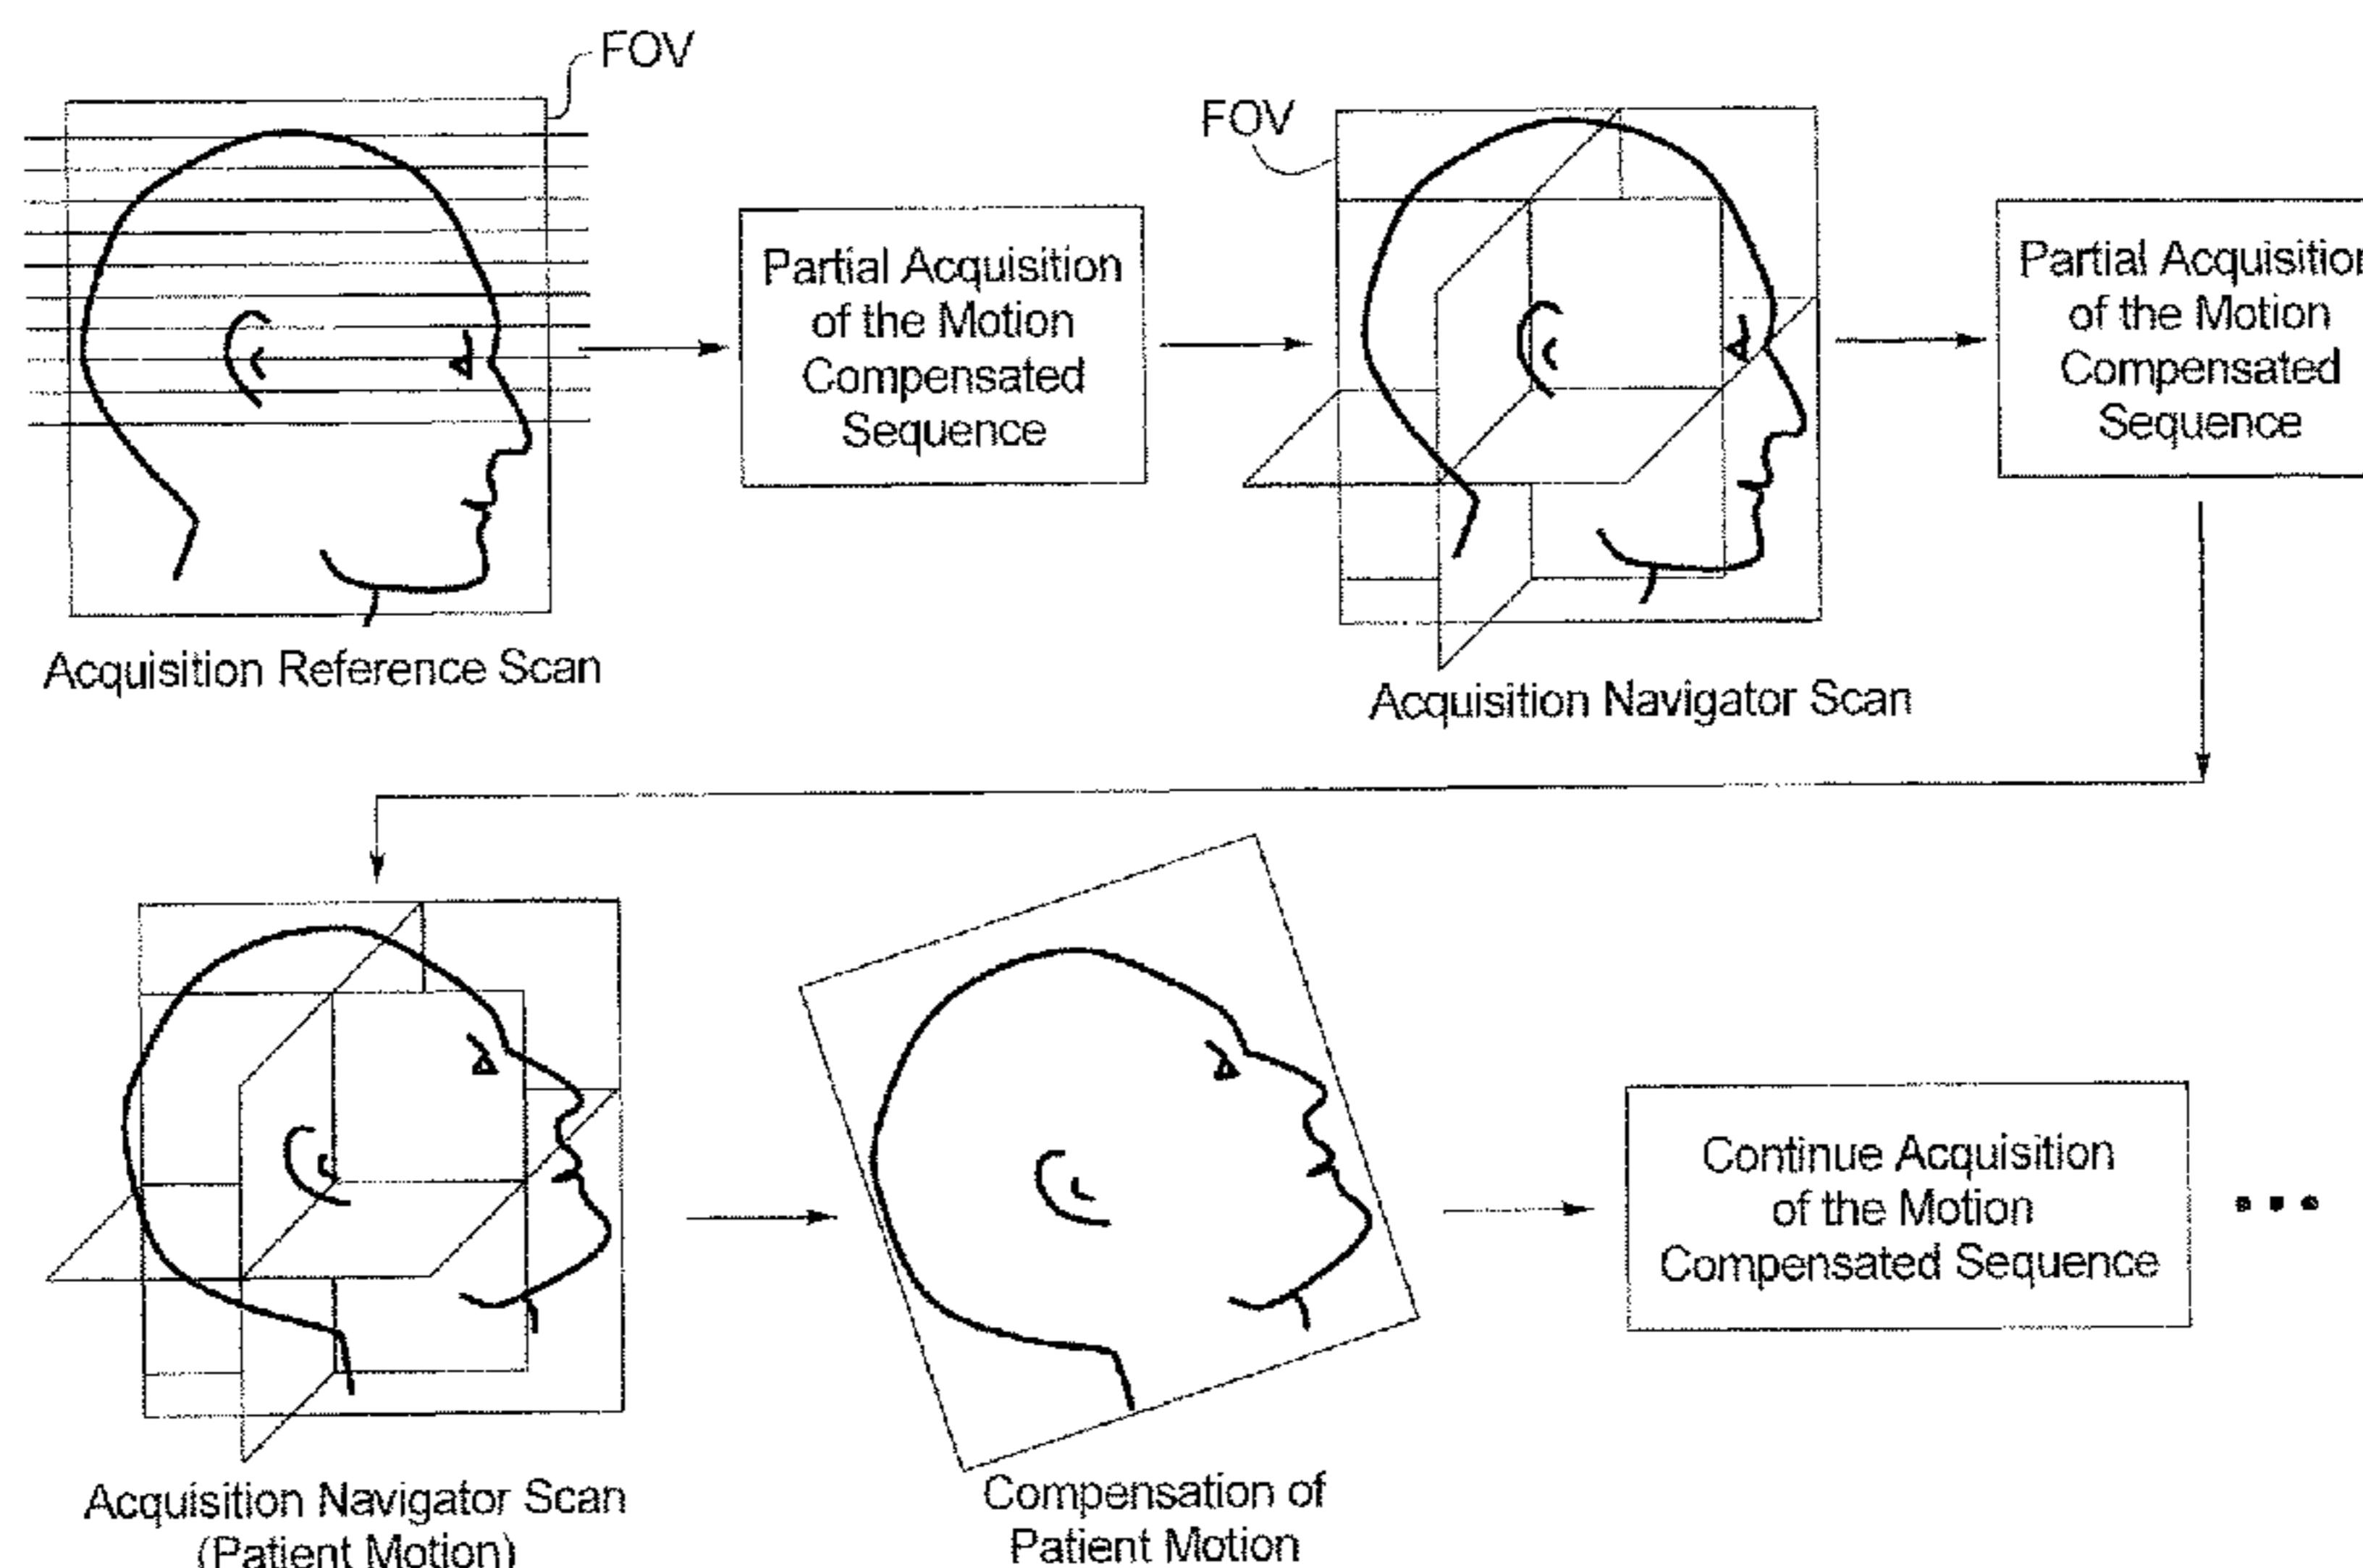 FOV
Partial Acquisition
of the Motion
Compensated
Sequence
Acquisition Reference Scan
FOV
Acquisition Navigator Scan
Partial Acquisition
of the Motion
Compensated
Sequence
Acquisition Navigator Scan
(Patient Motion)
Compensation of
Patient Motion
Continue Acquisition
of the Motion
Compensated Sequence
• • •